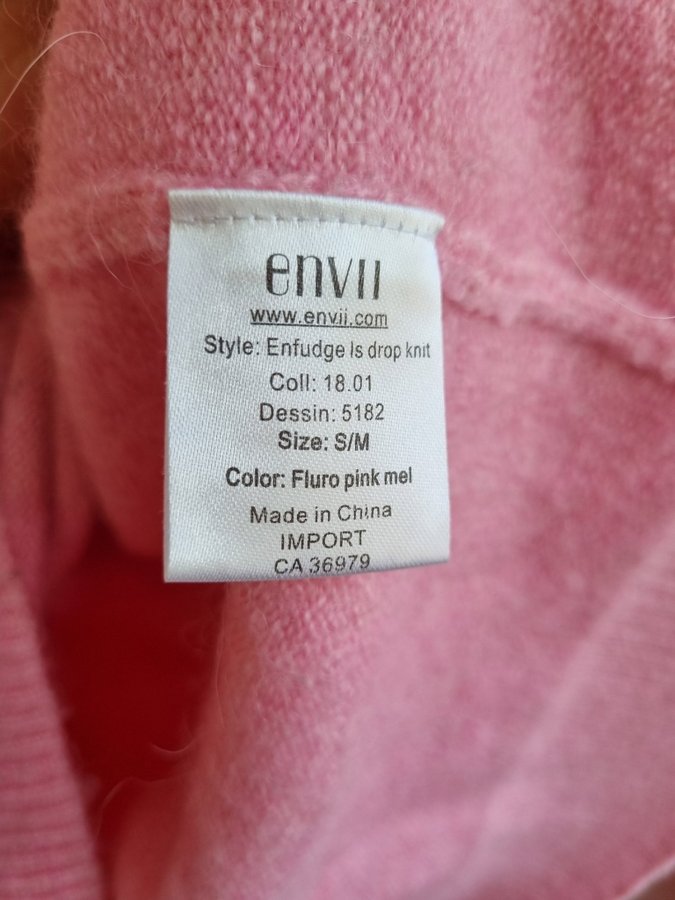 envii
www.envii.com
Style: Enfudge ls drop knit
Coll: 18.01
Dessin: 5182
Size: S/M
Color: Fluro pink mel
Made in China
IMPORT
CA 36979